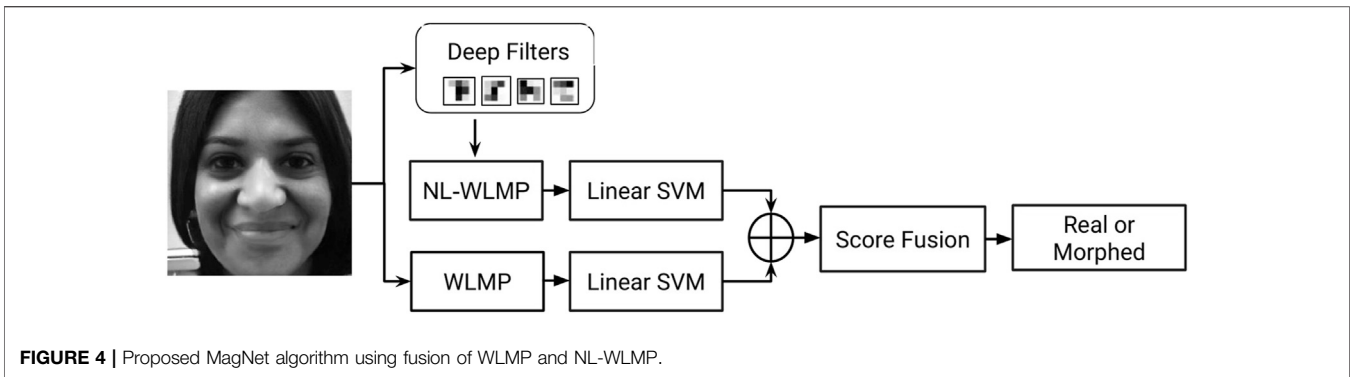 Deep Filters
NL-WLMP
Linear SVM
WLMP
Linear SVM
Score Fusion
Real or
Morphed
FIGURE 4 | Proposed MagNet algorithm using fusion of WLMP and NL-WLMP.